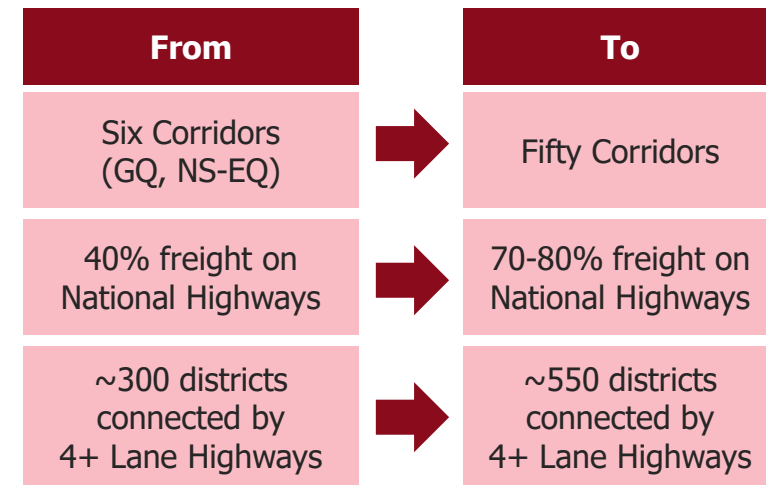 From
To
Six Corridors
(GQ, NS-EQ)
Fifty Corridors
40% freight on
National Highways
70-80% freight on
National Highways
~300 districts
connected by
4+ Lane Highways
~550 districts
connected by
4+ Lane Highways